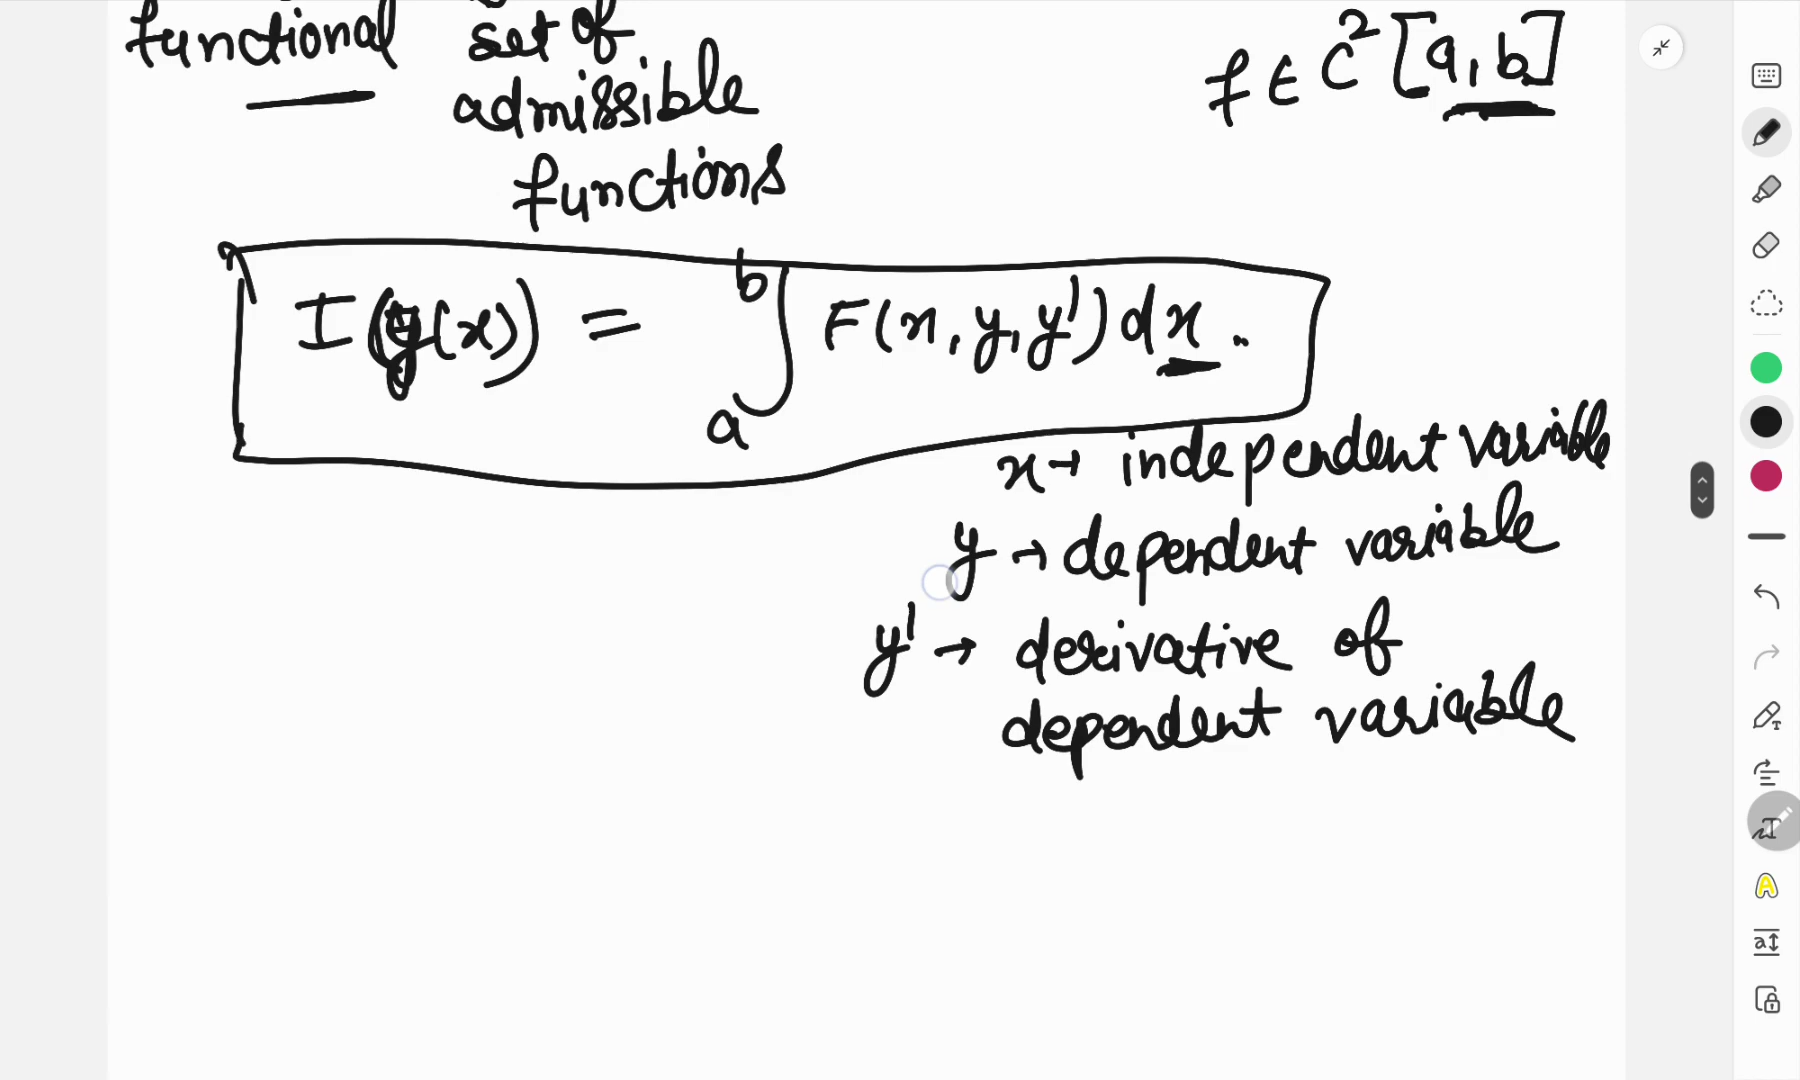 functional set of
admissible
functions
f ∈ C² [a, b]
I(y(x)) = ∫ₐᵇ F(x, y, y') dx.
x → independent variable
y → dependent variable
y' → derivative of
dependent variable